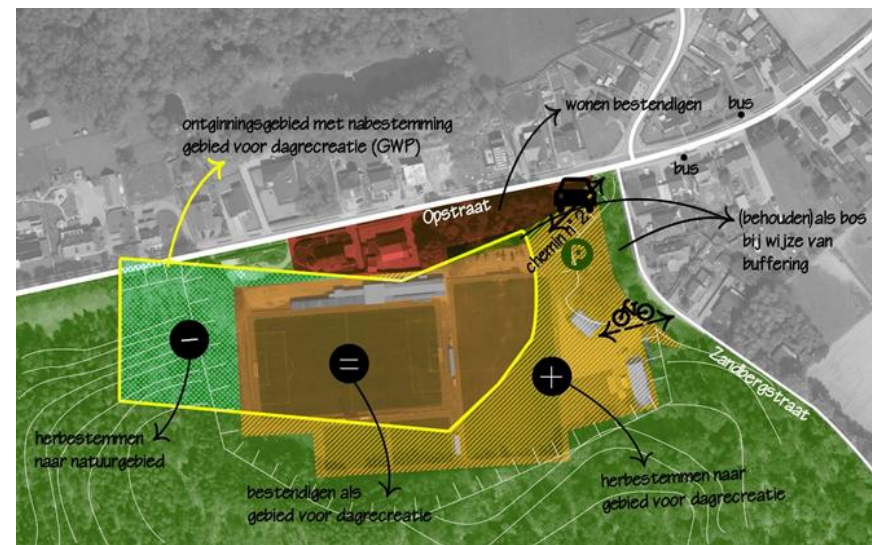 wonen bestendigen
bus
bus
ontginningsgebied met nabestemming
gebied voor dagrecreatie (GWP)
Opstraat
chemin n° 2
(behouden) als bos
bij wijze van
buffering
P
Zandbergstraat
herbestemmen
naar natuurgebied
bestendigen als
gebied voor dagrecreatie
herbestemmen naar
gebied voor dagrecreatie